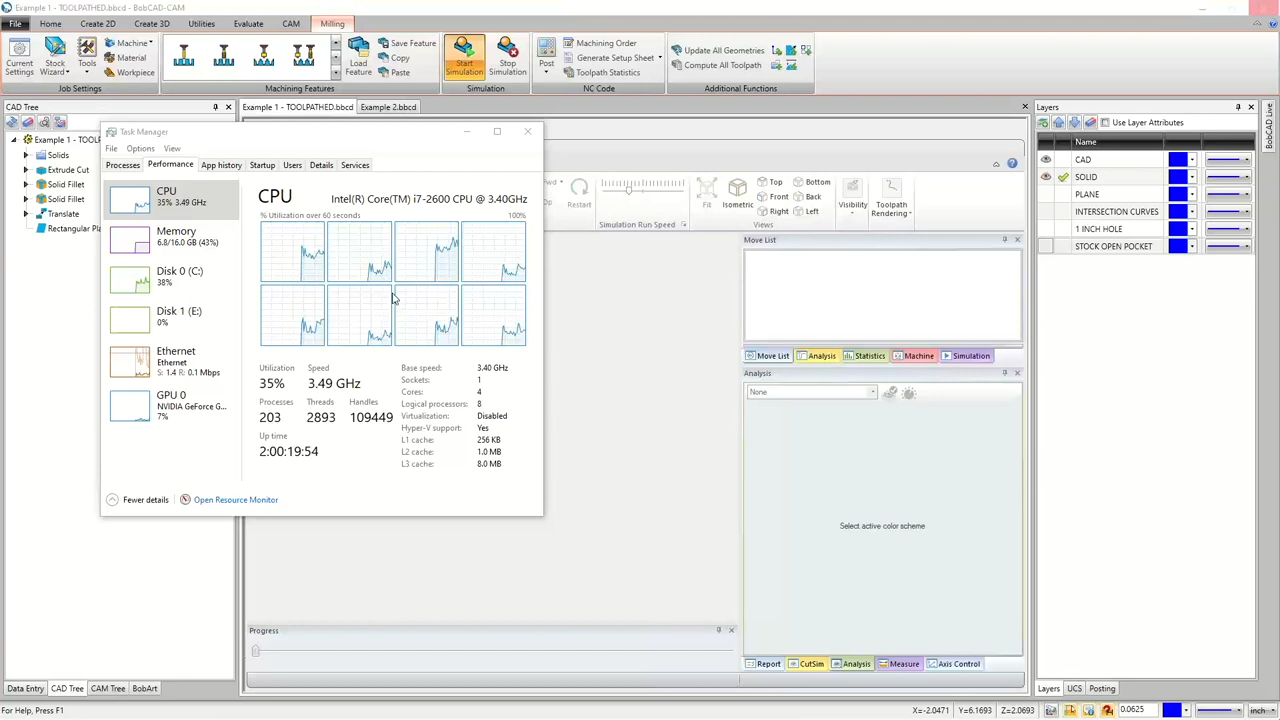 Example 1 - TOOLPATHED.bbcd - BobCAD-CAM
File Home Create 2D Create 3D Utilities Evaluate CAM Milling
Current Settings
Stock Wizard
Tools
Machine
Material
Workpiece
Job Settings
Machining Features
Load Feature
Save Feature
Copy
Paste
Start Simulation
Stop Simulation
Simulation
Post
Machining Order
Generate Setup Sheet
Toolpath Statistics
NC Code
Update All Geometries
Compute All Toolpath
Additional Functions
CAD Tree
Example 1 - TOOLPATHED.bbcd Example 2.bbcd
Layers
BobCAD Live
Example 1 - TOOLP
Solids
Extrude Cut
Solid Fillet
Solid Fillet
Translate
Rectangular Pla
Task Manager
File Options View
Processes Performance App history Startup Users Details Services
CPU
35% 3.49 GHz
Memory
6.8/16.0 GB (43%)
Disk 0 (C:)
38%
Disk 1 (E:)
0%
Ethernet
Ethernet
S: 1.4 R: 0.1 Mbps
GPU 0
NVIDIA GeForce G...
7%
CPU Intel(R) Core(TM) i7-2600 CPU @ 3.40GHz
% Utilization over 60 seconds 100%
Utilization Speed
35% 3.49 GHz
Processes Threads Handles
203 2893 109449
Up time
2:00:19:54
Base speed: 3.40 GHz
Sockets: 1
Cores: 4
Logical processors: 8
Virtualization: Disabled
Hyper-V support: Yes
L1 cache: 256 KB
L2 cache: 1.0 MB
L3 cache: 8.0 MB
Fewer details Open Resource Monitor
Restart
Simulation Run Speed
Fit
Isometric
Top Bottom
Front Back
Right Left
Views
Visibility
Toolpath Rendering
Move List
Move List Analysis Statistics Machine Simulation
Analysis
None
Select active color scheme
Report CutSim Analysis Measure Axis Control
Progress
Use Layer Attributes
Name
CAD
SOLID
PLANE
INTERSECTION CURVES
1 INCH HOLE
STOCK OPEN POCKET
Data Entry CAD Tree CAM Tree BobArt
Layers UCS Posting
For Help, Press F1
X=-2.0471 Y=6.1693 Z=2.0693 0.0625 inch